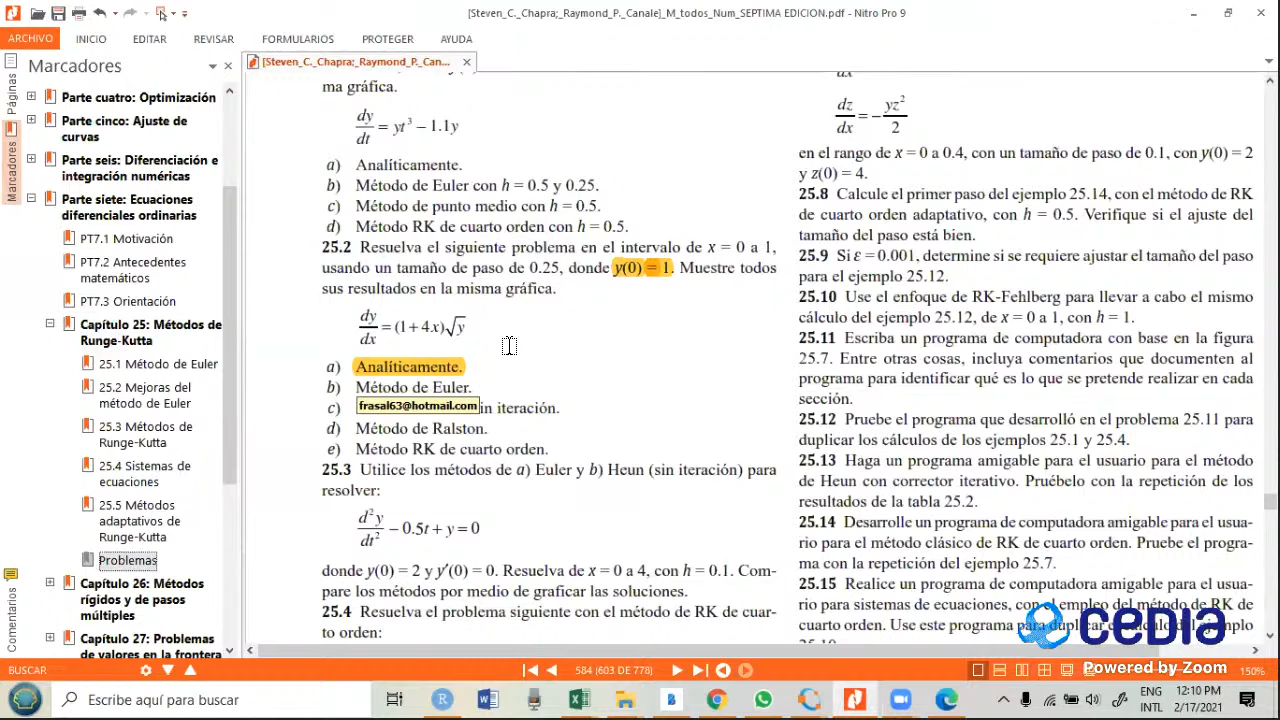 [Steven_C._Chapra;_Raymond_P._Canale]_M_todos_Num_SEPTIMA EDICION.pdf - Nitro Pro 9
ARCHIVO INICIO EDITAR REVISAR FORMULARIOS PROTEGER AYUDA
Páginas
Marcadores
Comentarios
Marcadores
Parte cuatro: Optimización
Parte cinco: Ajuste de
curvas
Parte seis: Diferenciación e
integración numéricas
Parte siete: Ecuaciones
diferenciales ordinarias
PT7.1 Motivación
PT7.2 Antecedentes
matemáticos
PT7.3 Orientación
Capítulo 25: Métodos de
Runge-Kutta
25.1 Método de Euler
25.2 Mejoras del
método de Euler
25.3 Métodos de
Runge-Kutta
25.4 Sistemas de
ecuaciones
25.5 Métodos
adaptativos de
Runge-Kutta
Problemas
Capítulo 26: Métodos
rígidos y de pasos
múltiples
Capítulo 27: Problemas
de valores en la frontera
[Steven_C._Chapra;_Raymond_P._Can...
ma gráfica.
dy/dt = yt³ − 1.1y
a) Analíticamente.
b) Método de Euler con h = 0.5 y 0.25.
c) Método de punto medio con h = 0.5.
d) Método RK de cuarto orden con h = 0.5.
25.2 Resuelva el siguiente problema en el intervalo de x = 0 a 1,
usando un tamaño de paso de 0.25, donde y(0) = 1. Muestre todos
sus resultados en la misma gráfica.
dy/dx = (1 + 4x)√y
a) Analíticamente.
b) Método de Euler.
c) frasal63@hotmail.com in iteración.
d) Método de Ralston.
e) Método RK de cuarto orden.
25.3 Utilice los métodos de a) Euler y b) Heun (sin iteración) para
resolver:
d²y/dt² − 0.5t + y = 0
donde y(0) = 2 y y′(0) = 0. Resuelva de x = 0 a 4, con h = 0.1. Com-
pare los métodos por medio de graficar las soluciones.
25.4 Resuelva el problema siguiente con el método de RK de cuar-
to orden:
dx
dz/dx = −yz²/2
en el rango de x = 0 a 0.4, con un tamaño de paso de 0.1, con y(0) = 2
y z(0) = 4.
25.8 Calcule el primer paso del ejemplo 25.14, con el método de RK
de cuarto orden adaptativo, con h = 0.5. Verifique si el ajuste del
tamaño del paso está bien.
25.9 Si ε = 0.001, determine si se requiere ajustar el tamaño del paso
para el ejemplo 25.12.
25.10 Use el enfoque de RK-Fehlberg para llevar a cabo el mismo
cálculo del ejemplo 25.12, de x = 0 a 1, con h = 1.
25.11 Escriba un programa de computadora con base en la figura
25.7. Entre otras cosas, incluya comentarios que documenten al
programa para identificar qué es lo que se pretende realizar en cada
sección.
25.12 Pruebe el programa que desarrolló en el problema 25.11 para
duplicar los cálculos de los ejemplos 25.1 y 25.4.
25.13 Haga un programa amigable para el usuario para el método
de Heun con corrector iterativo. Pruébelo con la repetición de los
resultados de la tabla 25.2.
25.14 Desarrolle un programa de computadora amigable para el usua-
rio para el método clásico de RK de cuarto orden. Pruebe el progra-
ma con la repetición del ejemplo 25.7.
25.15 Realice un programa de computadora amigable para el usua-
rio para sistemas de ecuaciones, con el empleo del método de RK de
cuarto orden. Use este programa para duplicar el cálculo del ejemplo
cedia
Powered by Zoom
BUSCAR 584 (603 DE 778) 150%
Escribe aquí para buscar
ENG
INTL
12:10 PM
2/17/2021